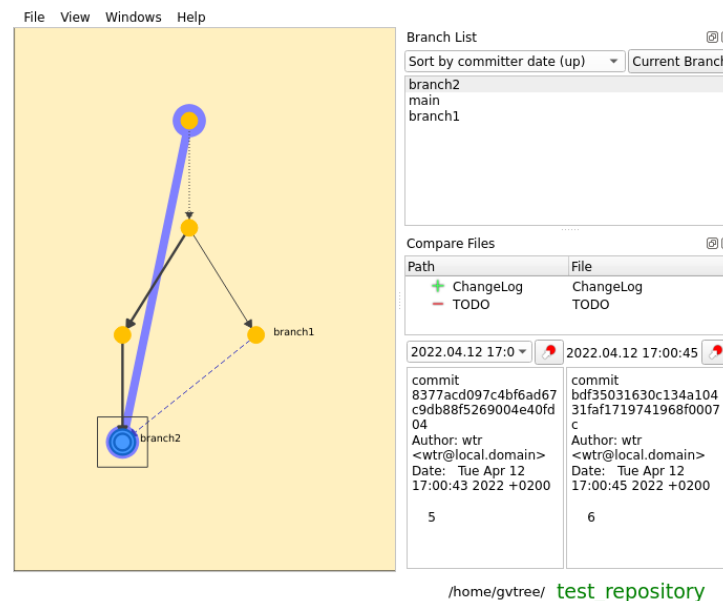 File View Windows Help
Branch List
Sort by committer date (up) Current Branch
branch2
main
branch1
Compare Files
Path File
ChangeLog ChangeLog
TODO TODO
branch1
branch2
2022.04.12 17:0 2022.04.12 17:00:45
commit
8377acd097c4bf6ad67
c9db88f5269004e40fd
04
Author: wtr
<wtr@local.domain>
Date: Tue Apr 12
17:00:43 2022 +0200
5
commit
bdf35031630c134a104
31faf1719741968f0007
c
Author: wtr
<wtr@local.domain>
Date: Tue Apr 12
17:00:45 2022 +0200
6
/home/gvtree/ test repository